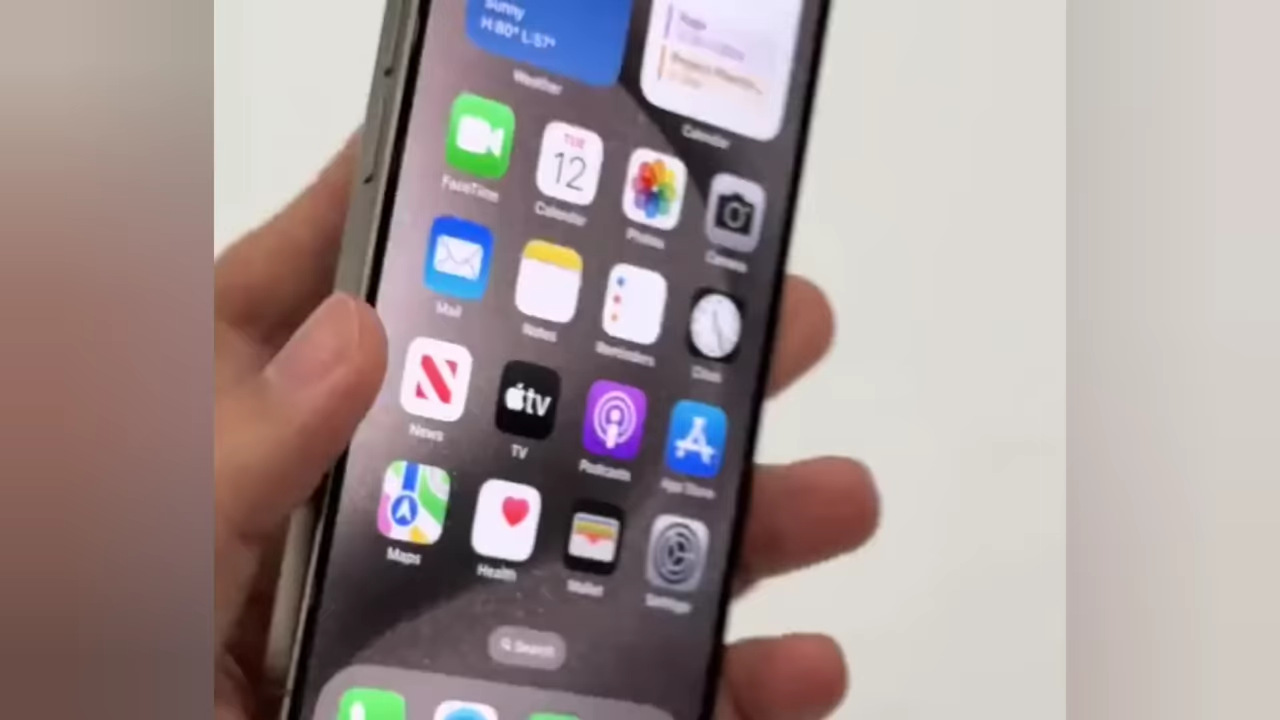 Sunny
H:80° L:57°
Weather
Calendar
FaceTime
TUE
12
Calendar
Photos
Camera
Mail
Notes
Reminders
Clock
News
tv
TV
Podcasts
App Store
Maps
Health
Wallet
Settings
Search